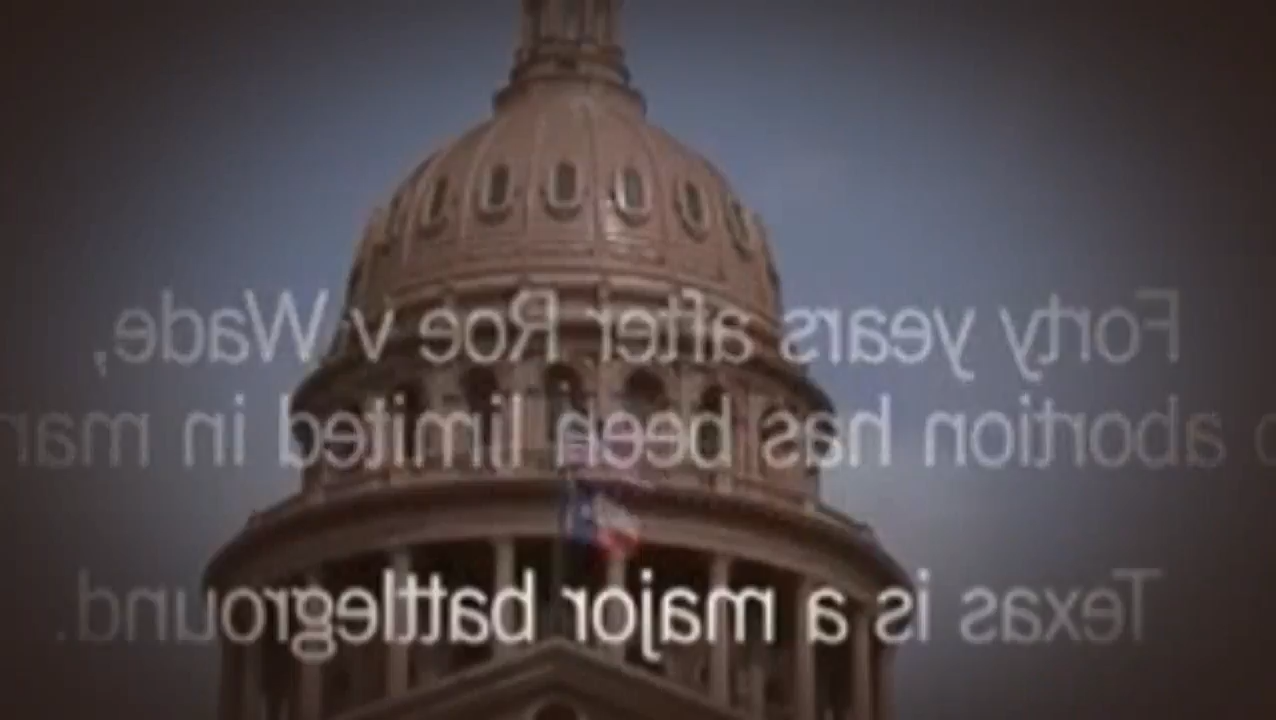 Forty years after Roe v Wade,
abortion has been limited in
Texas is a major battleground.